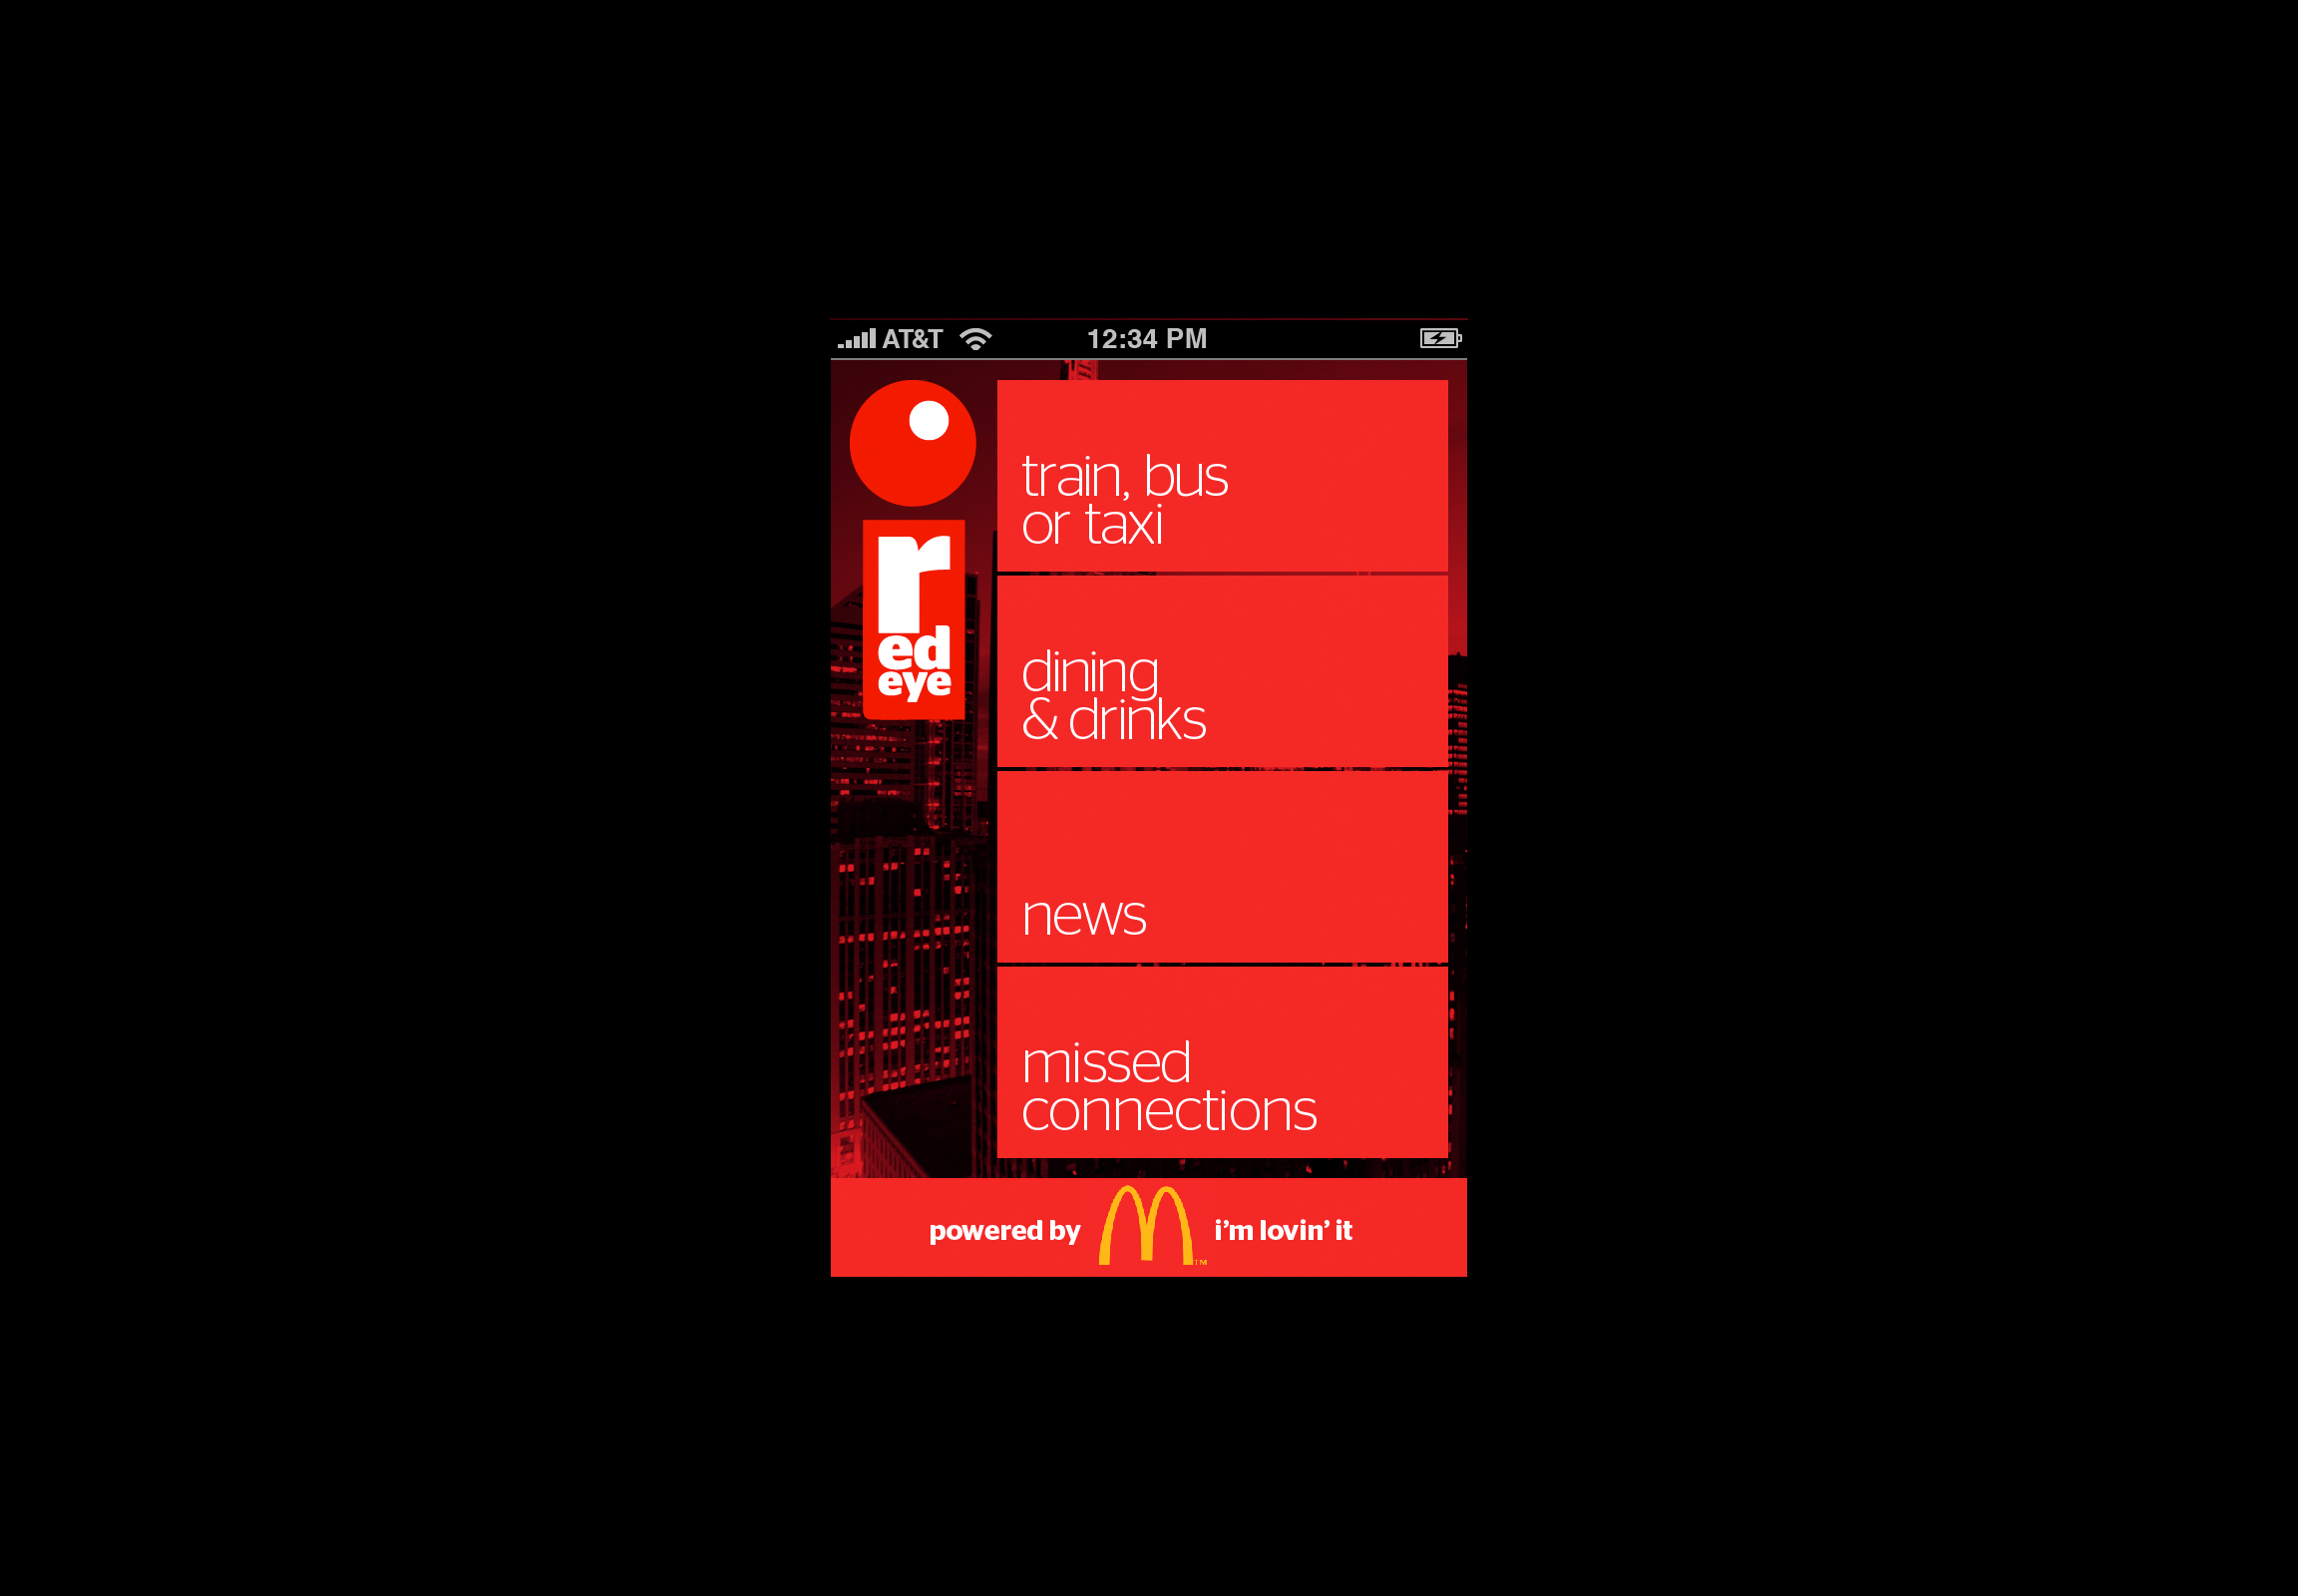 AT&T 12:34 PM
r
ed
eye
train, bus
or taxi
dining
& drinks
news
missed
connections
powered by M™ i'm lovin' it